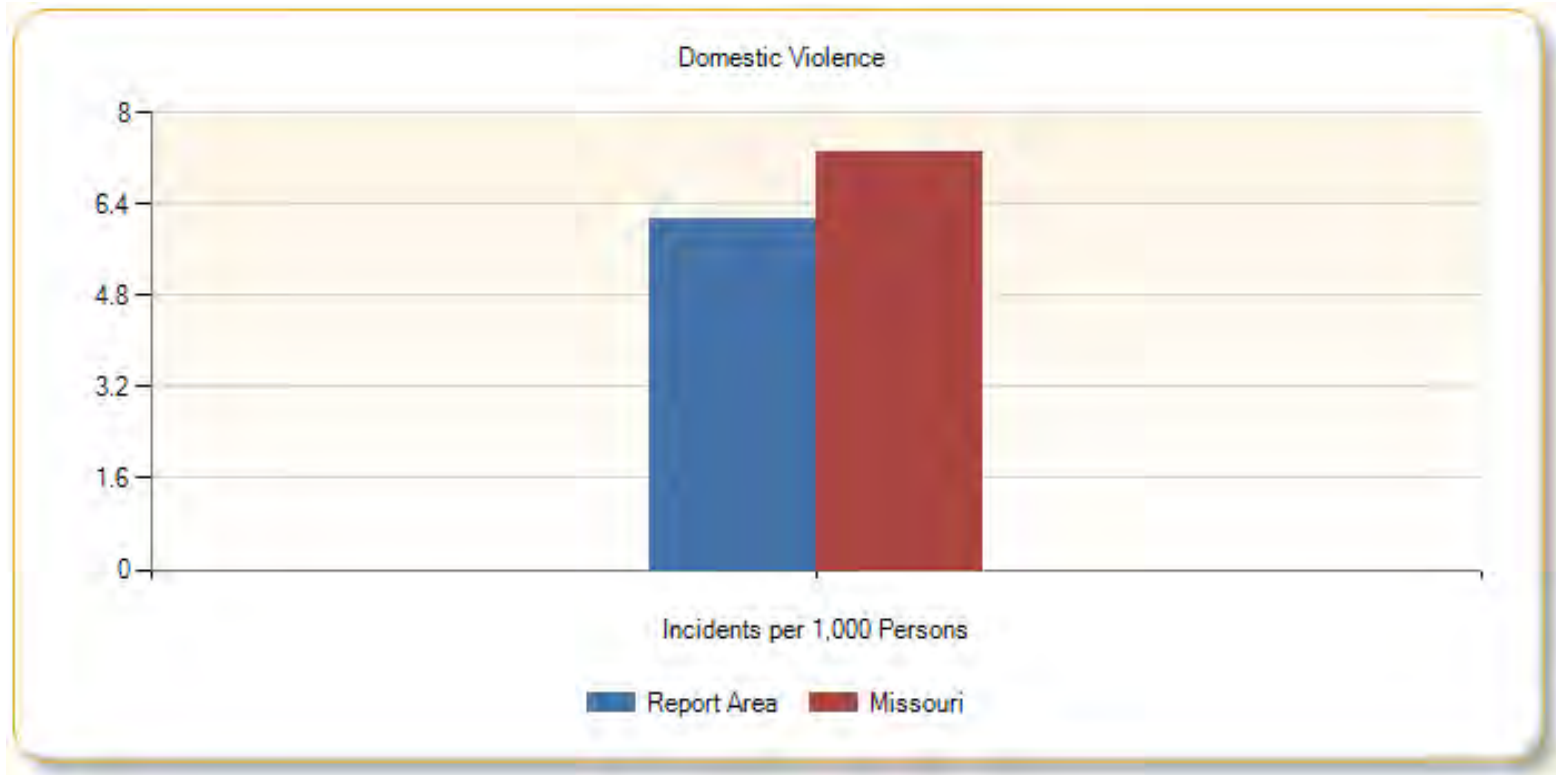 Domestic Violence
8
6.4
4.8
3.2
1.6
0
Incidents per 1,000 Persons
Report Area Missouri